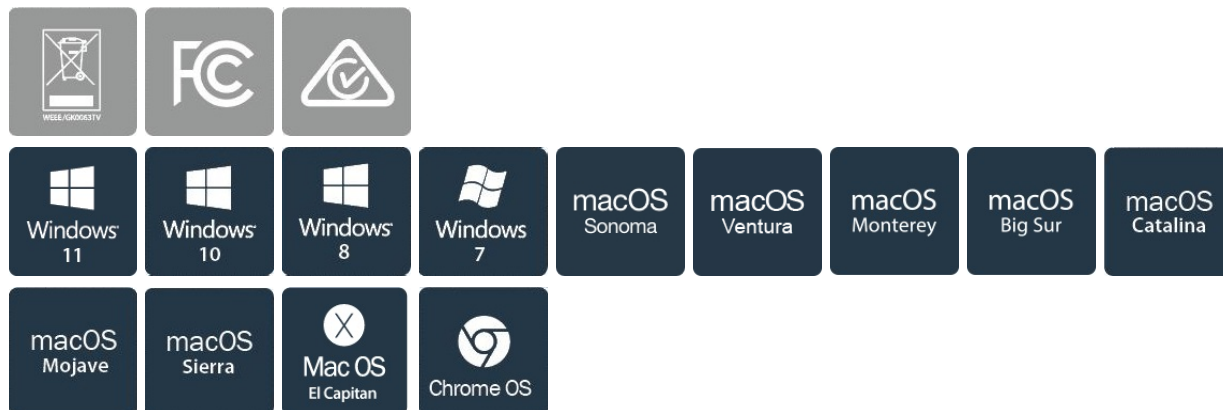 WEEE/GK0063TV
FC
Windows
11
Windows
10
Windows
8
Windows
7
macOS
Sonoma
macOS
Ventura
macOS
Monterey
macOS
Big Sur
macOS
Catalina
macOS
Mojave
macOS
Sierra
X
Mac OS
El Capitan
Chrome OS